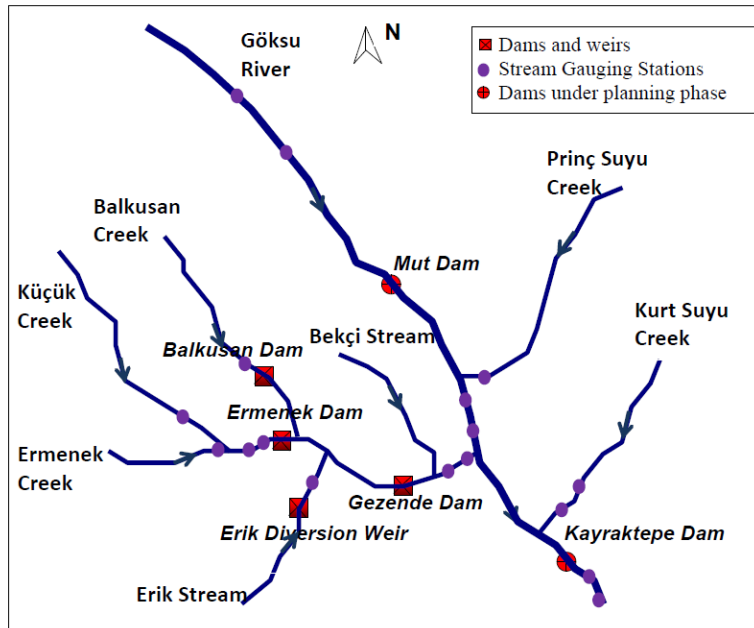 Göksu
River
N
Dams and weirs
Stream Gauging Stations
Dams under planning phase
Prinç Suyu
Creek
Balkusan
Creek
Mut Dam
Küçük
Creek
Kurt Suyu
Creek
Bekçi Stream
Balkusan Dam
Ermenek Dam
Ermenek
Creek
Gezende Dam
Erik Diversion Weir
Kayraktepe Dam
Erik Stream